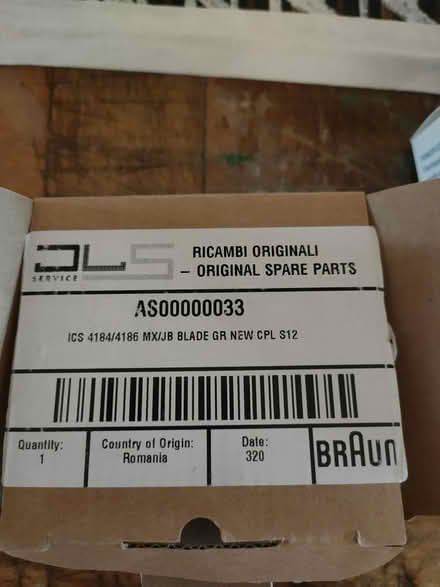 DLS
SERVICE
RICAMBI ORIGINALI
– ORIGINAL SPARE PARTS
AS00000033
ICS 4184/4186 MX/JB BLADE GR NEW CPL S12
Quantity:
1
Country of Origin:
Romania
Date:
320
BRAUN